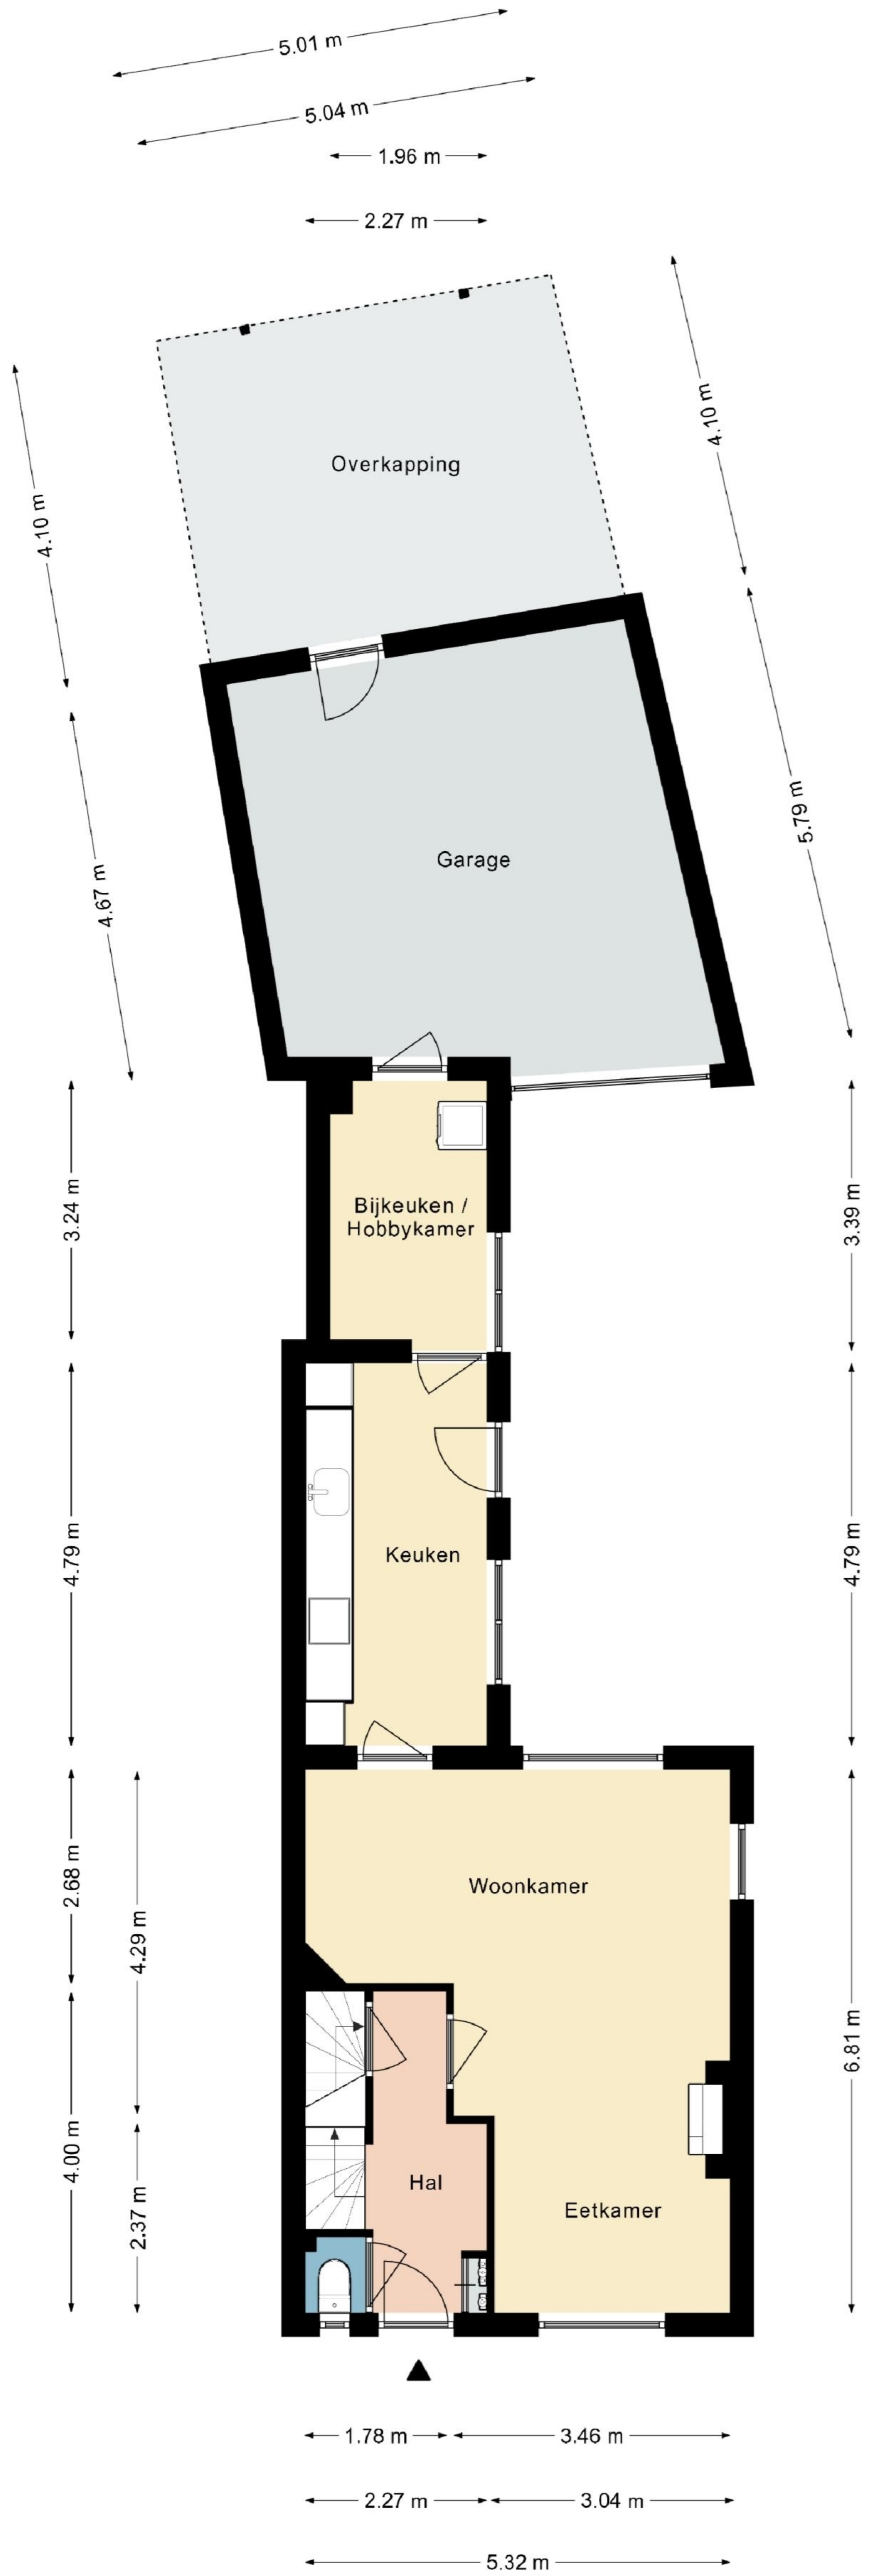 5.01 m
5.04 m
1.96 m
2.27 m
4.10 m
Overkapping
4.10 m
5.79 m
Garage
4.67 m
3.24 m
Bijkeuken /
Hobbykamer
3.39 m
4.79 m
Keuken
4.79 m
2.68 m
Woonkamer
4.29 m
6.81 m
4.00 m
Hal
2.37 m
Eetkamer
1.78 m
3.46 m
2.27 m
3.04 m
5.32 m